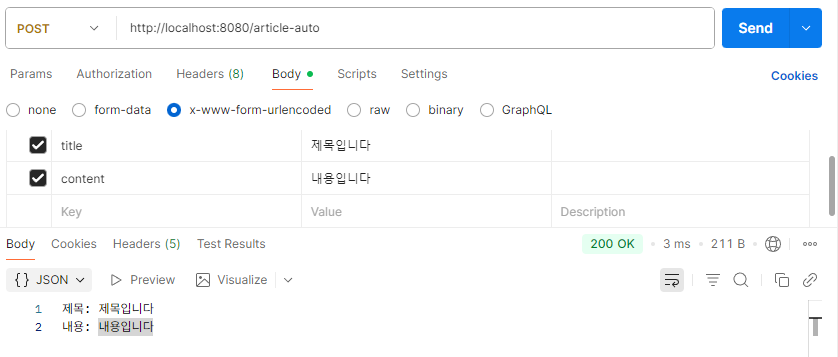 POST http://localhost:8080/article-auto Send
Params Authorization Headers (8) Body Scripts Settings Cookies
none form-data x-www-form-urlencoded raw binary GraphQL
title 제목입니다
content 내용입니다
Key Value Description
Body Cookies Headers (5) Test Results 200 OK • 3 ms • 211 B
{} JSON Preview Visualize
1 제목: 제목입니다
2 내용: 내용입니다